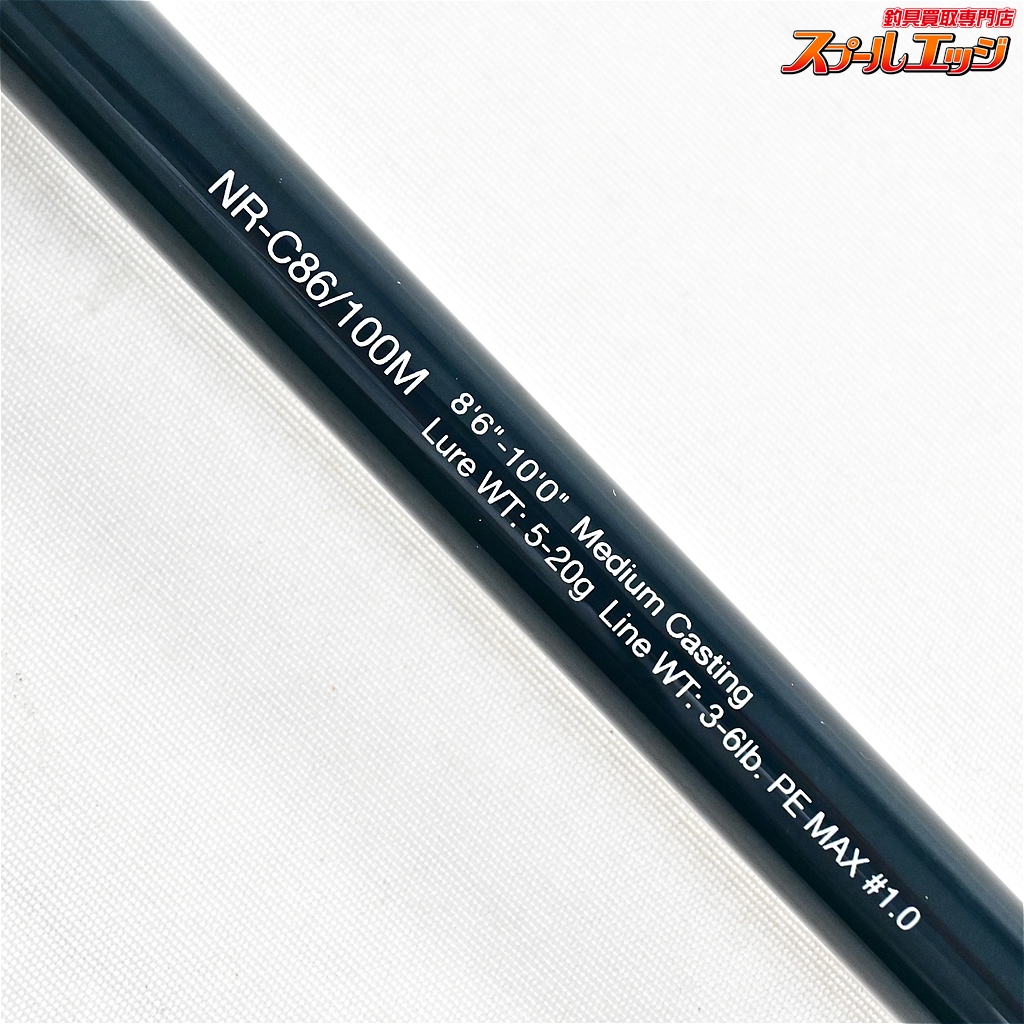 釣具買取専門店
スプールエッジ
NR-C86/100M
8'6"-10'0" Medium Casting
Lure WT: 5-20g Line WT: 3-6lb. PE MAX #1.0